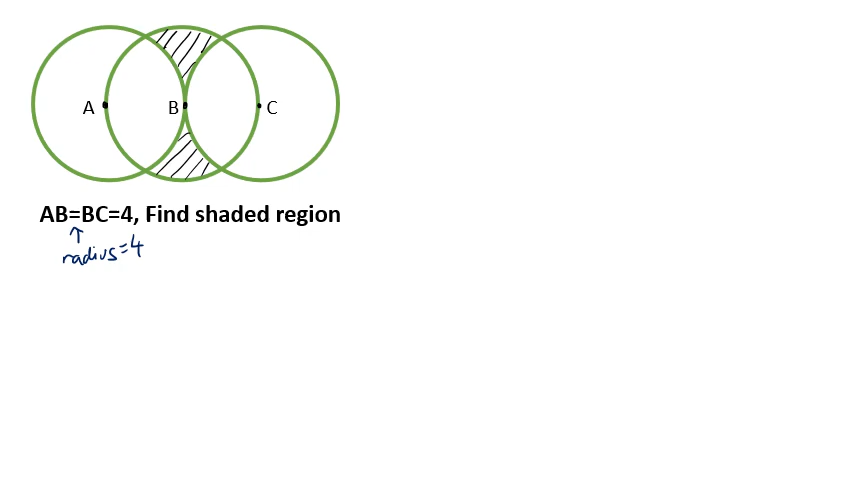 A B C
AB=BC=4, Find shaded region
radius=4